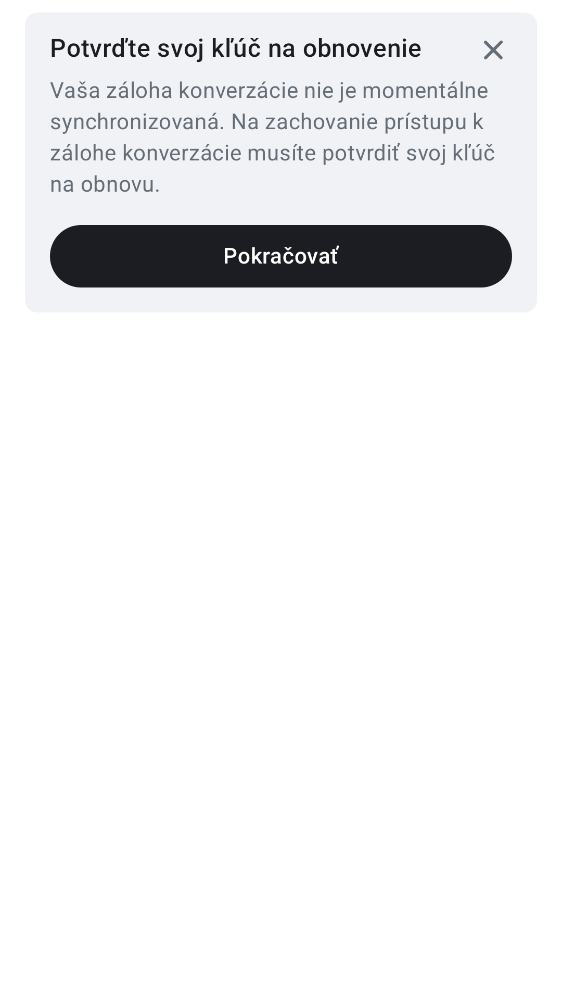 Potvrďte svoj kľúč na obnovenie
Vaša záloha konverzácie nie je momentálne
synchronizovaná. Na zachovanie prístupu k
zálohe konverzácie musíte potvrdiť svoj kľúč
na obnovu.
Pokračovať